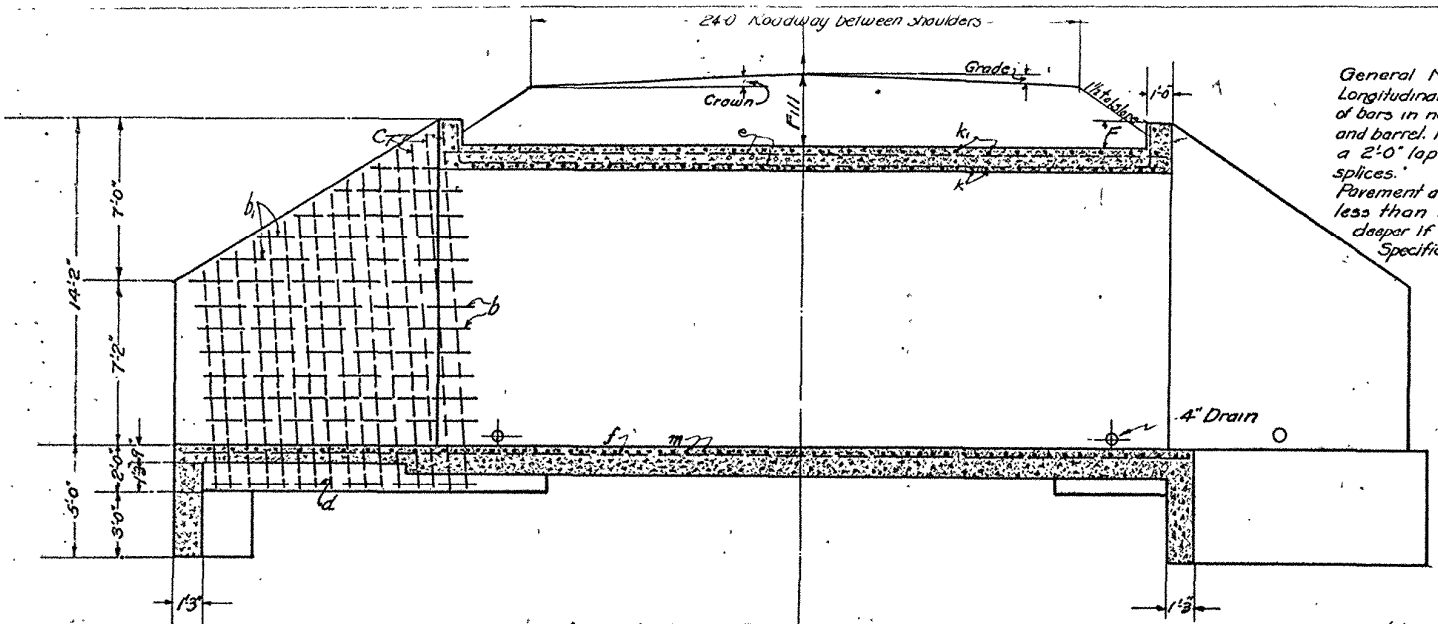 24'-0 Roadway between shoulders
Grade
Crown
Fill
1½ to 1 slope
1'-0"
F
General
Longitudinal
of bars in
and barrel.
a 2'-0" lap
splices.
Pavement
less than
deeper if
c
e
k₁
k
7'-0"
b₁
14'-2"
b
7'-2"
4" Drain
f
m
2'-0"
9"
d
5'-0"
3'-0"
1'-3"
1'-3"